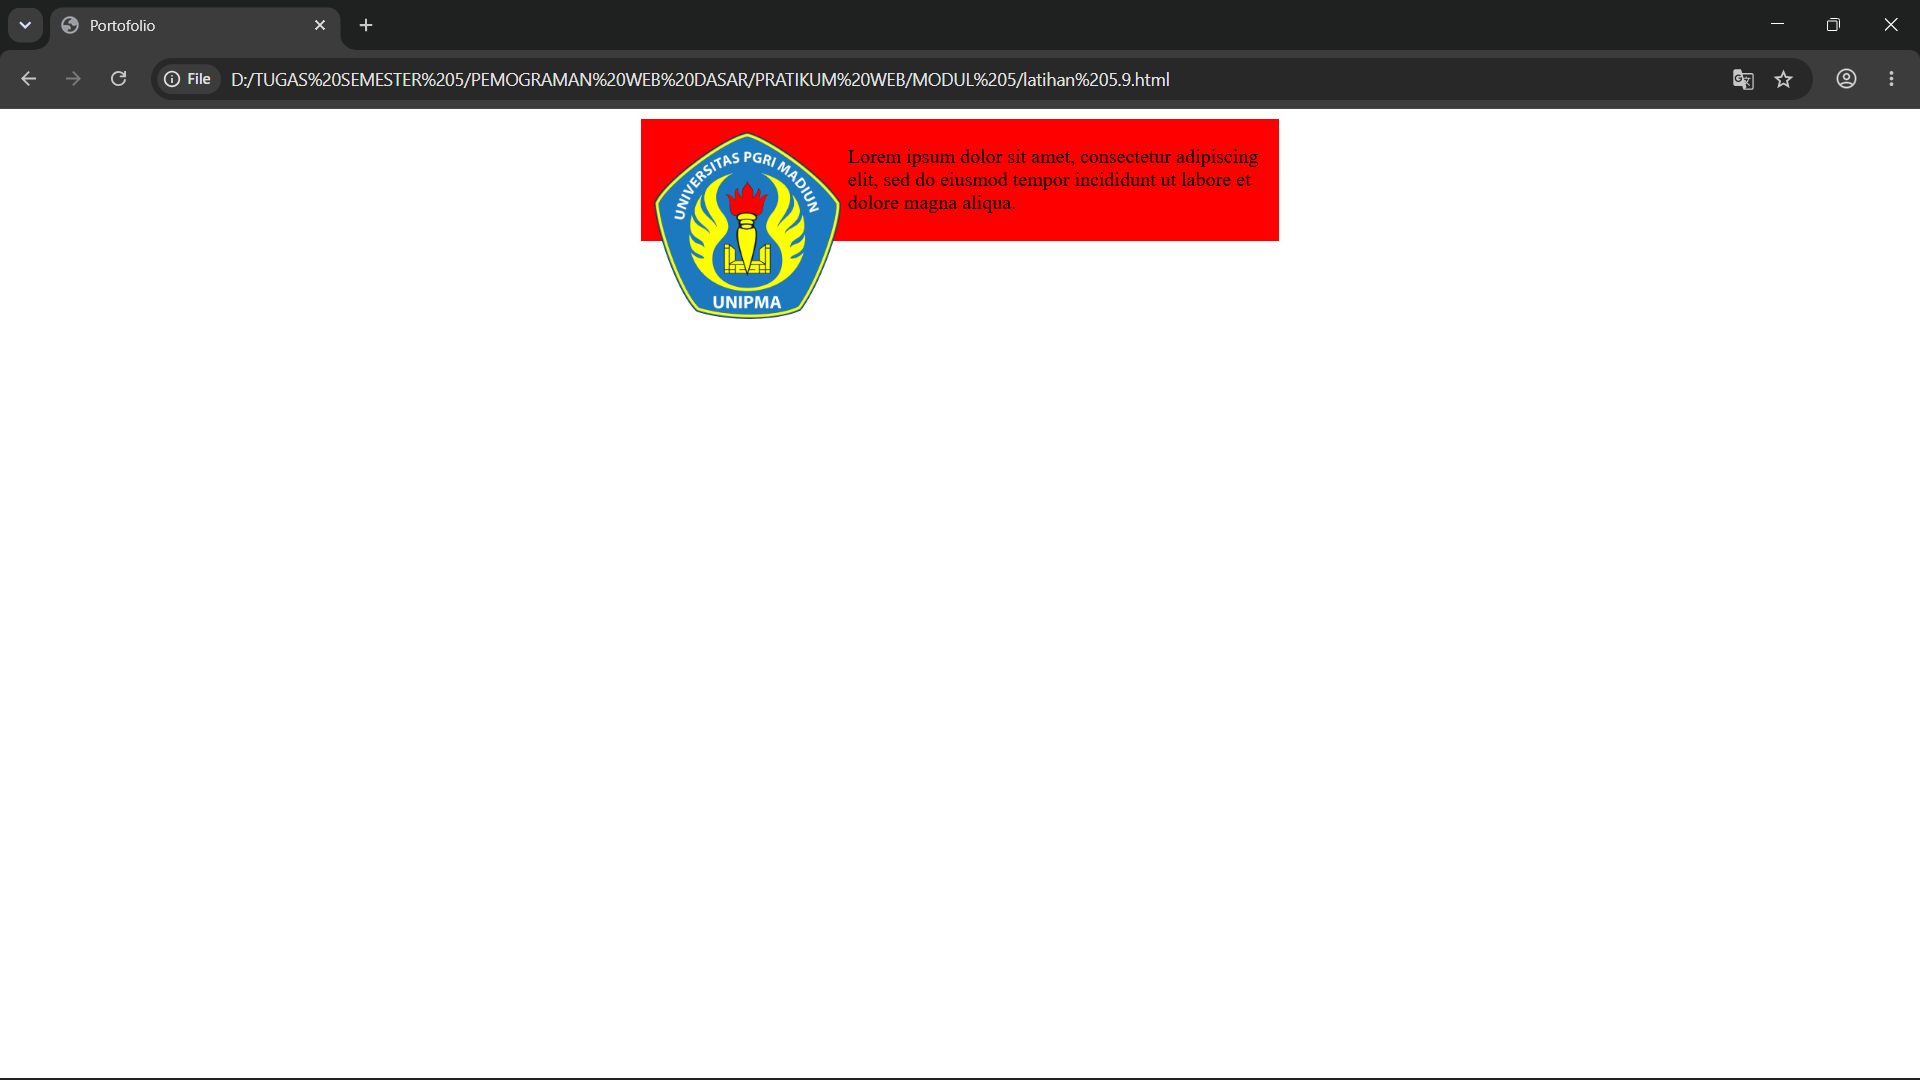 Portofolio
File
D:/TUGAS%20SEMESTER%205/PEMOGRAMAN%20WEB%20DASAR/PRATIKUM%20WEB/MODUL%205/latihan%205.9.html
UNIVERSITAS PGRI MADIUN
UNIPMA
Lorem ipsum dolor sit amet, consectetur adipiscing
elit, sed do eiusmod tempor incididunt ut labore et
dolore magna aliqua.